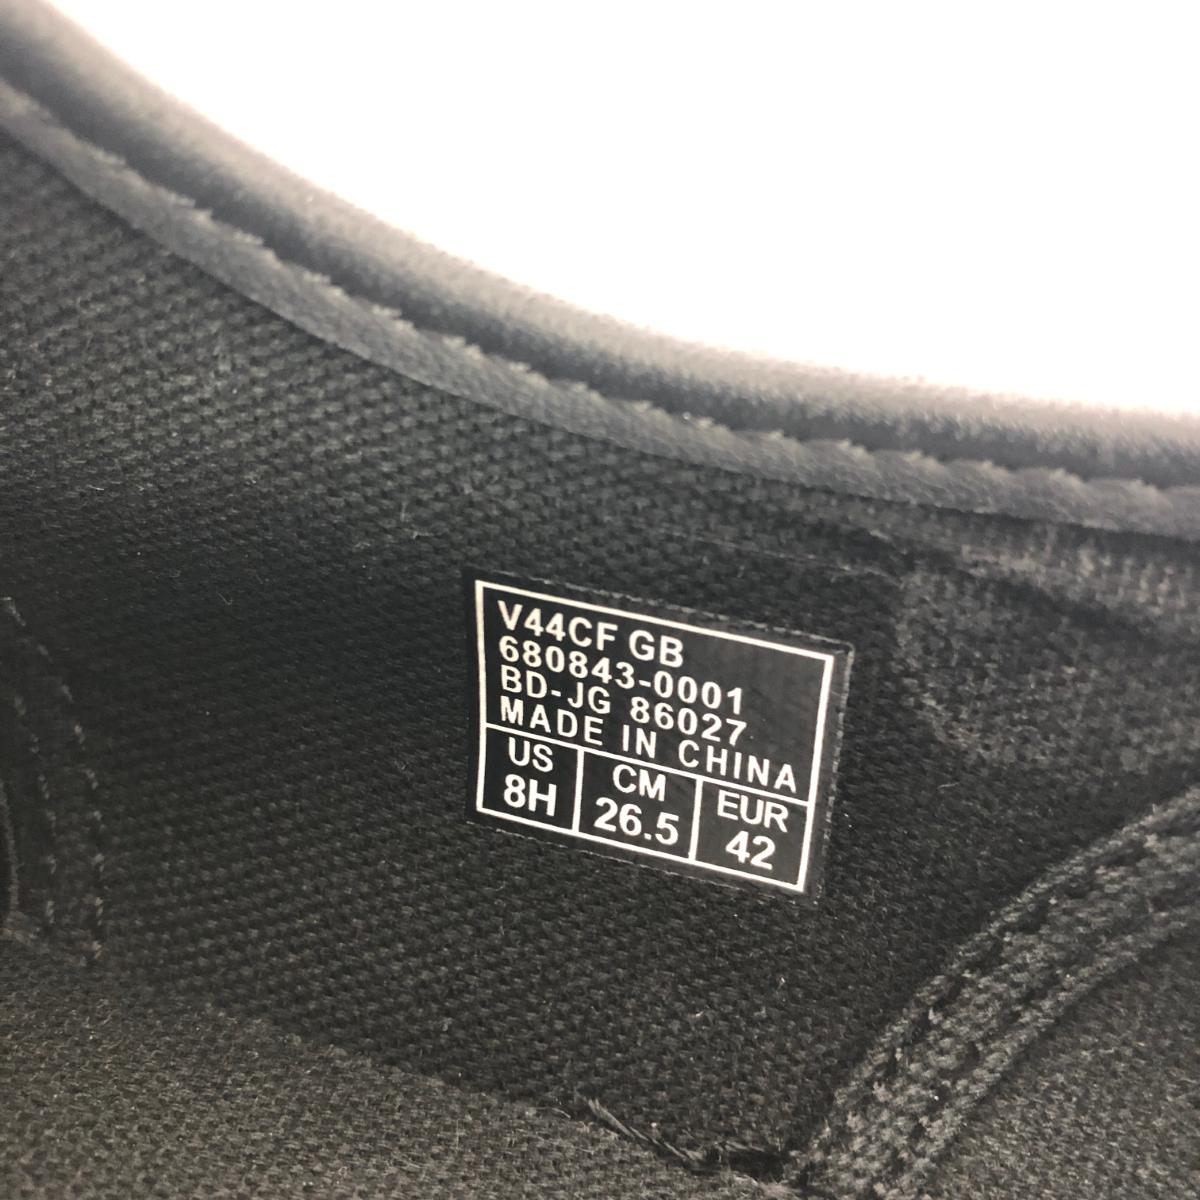 V44CF GB
680843-0001
BD-JG 86027
MADE IN CHINA
US CM EUR
8H 26.5 42